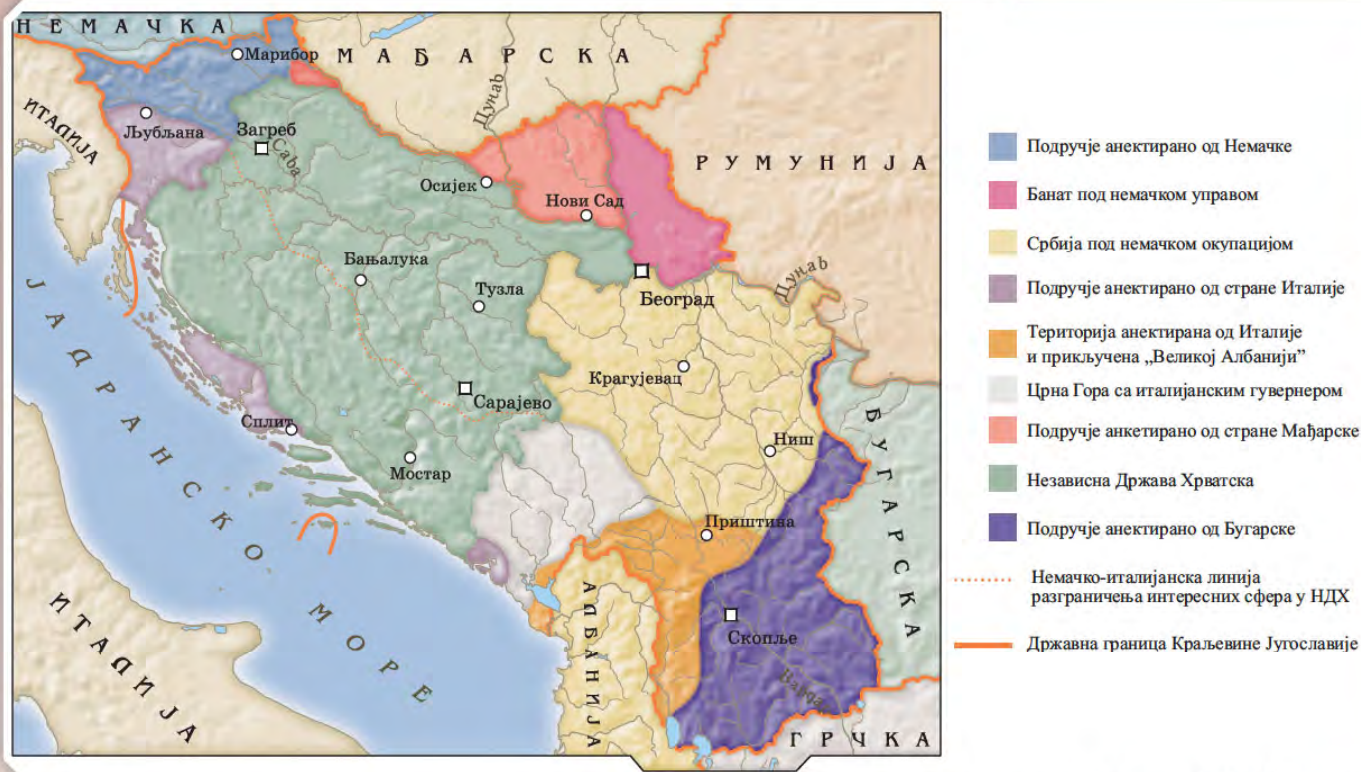 НЕМАЧКА
МАЂАРСКА
ИТАЛИЈА
РУМУНИЈА
Марибор
Љубљана
Загреб
Сава
Дунав
Осијек
Нови Сад
Бањалука
Тузла
Београд
Дунав
Крагујевац
Сарајево
Сплит
Мостар
Ниш
БУГАРСКА
Приштина
Скопље
Вардар
АЛБАНИЈА
ГРЧКА
ЈАДРАНСКО МОРЕ
ИТАЛИЈА
Подручје анектирано од Немачке
Банат под немачком управом
Србија под немачком окупацијом
Подручје анектирано од стране Италије
Територија анектирана од Италије
и прикључена „Великој Албанији”
Црна Гора са италијанским гувернером
Подручје анкетирано од стране Мађарске
Независна Држава Хрватска
Подручје анектирано од Бугарске
Немачко-италијанска линија
разграничења интересних сфера у НДХ
Државна граница Краљевине Југославије